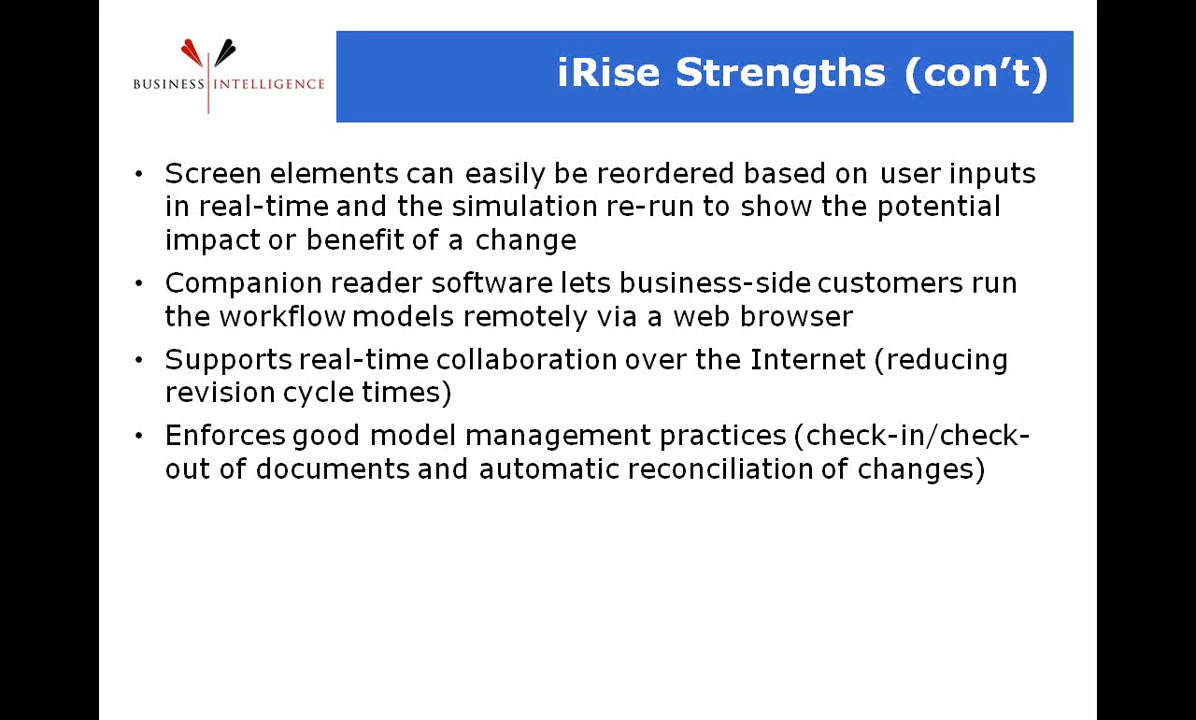 BUSINESS INTELLIGENCE
iRise Strengths (con’t)
• Screen elements can easily be reordered based on user inputs
in real-time and the simulation re-run to show the potential
impact or benefit of a change
• Companion reader software lets business-side customers run
the workflow models remotely via a web browser
• Supports real-time collaboration over the Internet (reducing
revision cycle times)
• Enforces good model management practices (check-in/check-
out of documents and automatic reconciliation of changes)